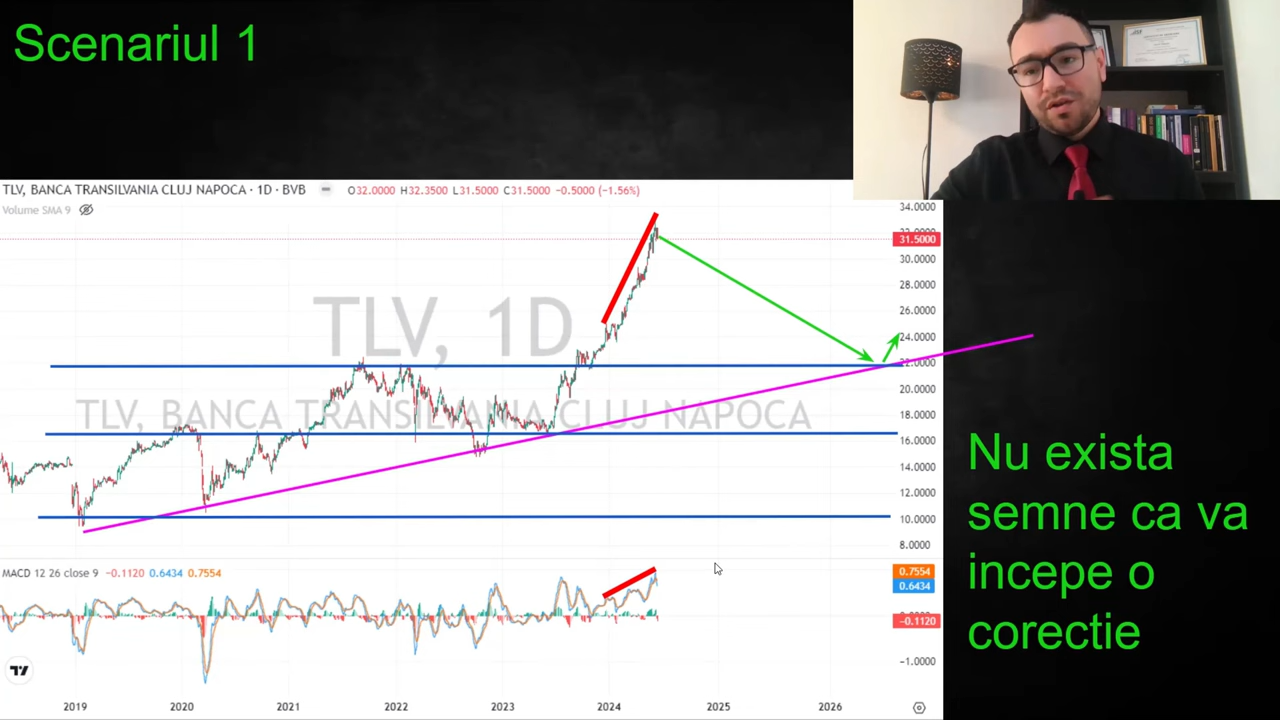 Scenariul 1
TLV, BANCA TRANSILVANIA CLUJ NAPOCA · 1D · BVB O32.0000 H32.3500 L31.5000 C31.5000 −0.5000 (−1.56%)
Volume SMA 9
34.0000
31.5000
30.0000
28.0000
26.0000
24.0000
22.0000
20.0000
18.0000
16.0000
14.0000
12.0000
10.0000
8.0000
TLV, 1D
TLV, BANCA TRANSILVANIA CLUJ NAPOCA
MACD 12 26 close 9 −0.1120 0.6434 0.7554
0.7554
0.6434
−0.1120
−1.0000
2019 2020 2021 2022 2023 2024 2025 2026
Nu exista
semne ca va
incepe o
corectie